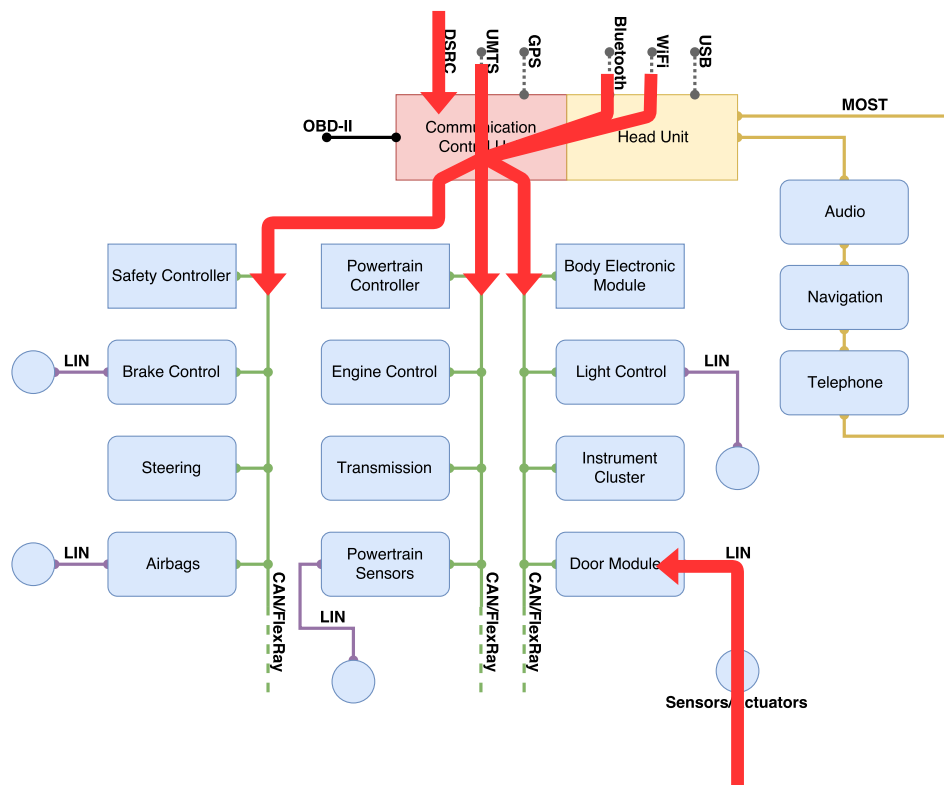 DSRC
UMTS
GPS
Bluetooth
WiFi
USB
MOST
OBD-II
Communication
Control U
Head Unit
Audio
Safety Controller
Powertrain
Controller
Body Electronic
Module
Navigation
LIN
Brake Control
Engine Control
Light Control
LIN
Telephone
Steering
Transmission
Instrument
Cluster
LIN
Airbags
Powertrain
Sensors
Door Module
LIN
CAN/FlexRay
CAN/FlexRay
CAN/FlexRay
LIN
Sensors/Actuators